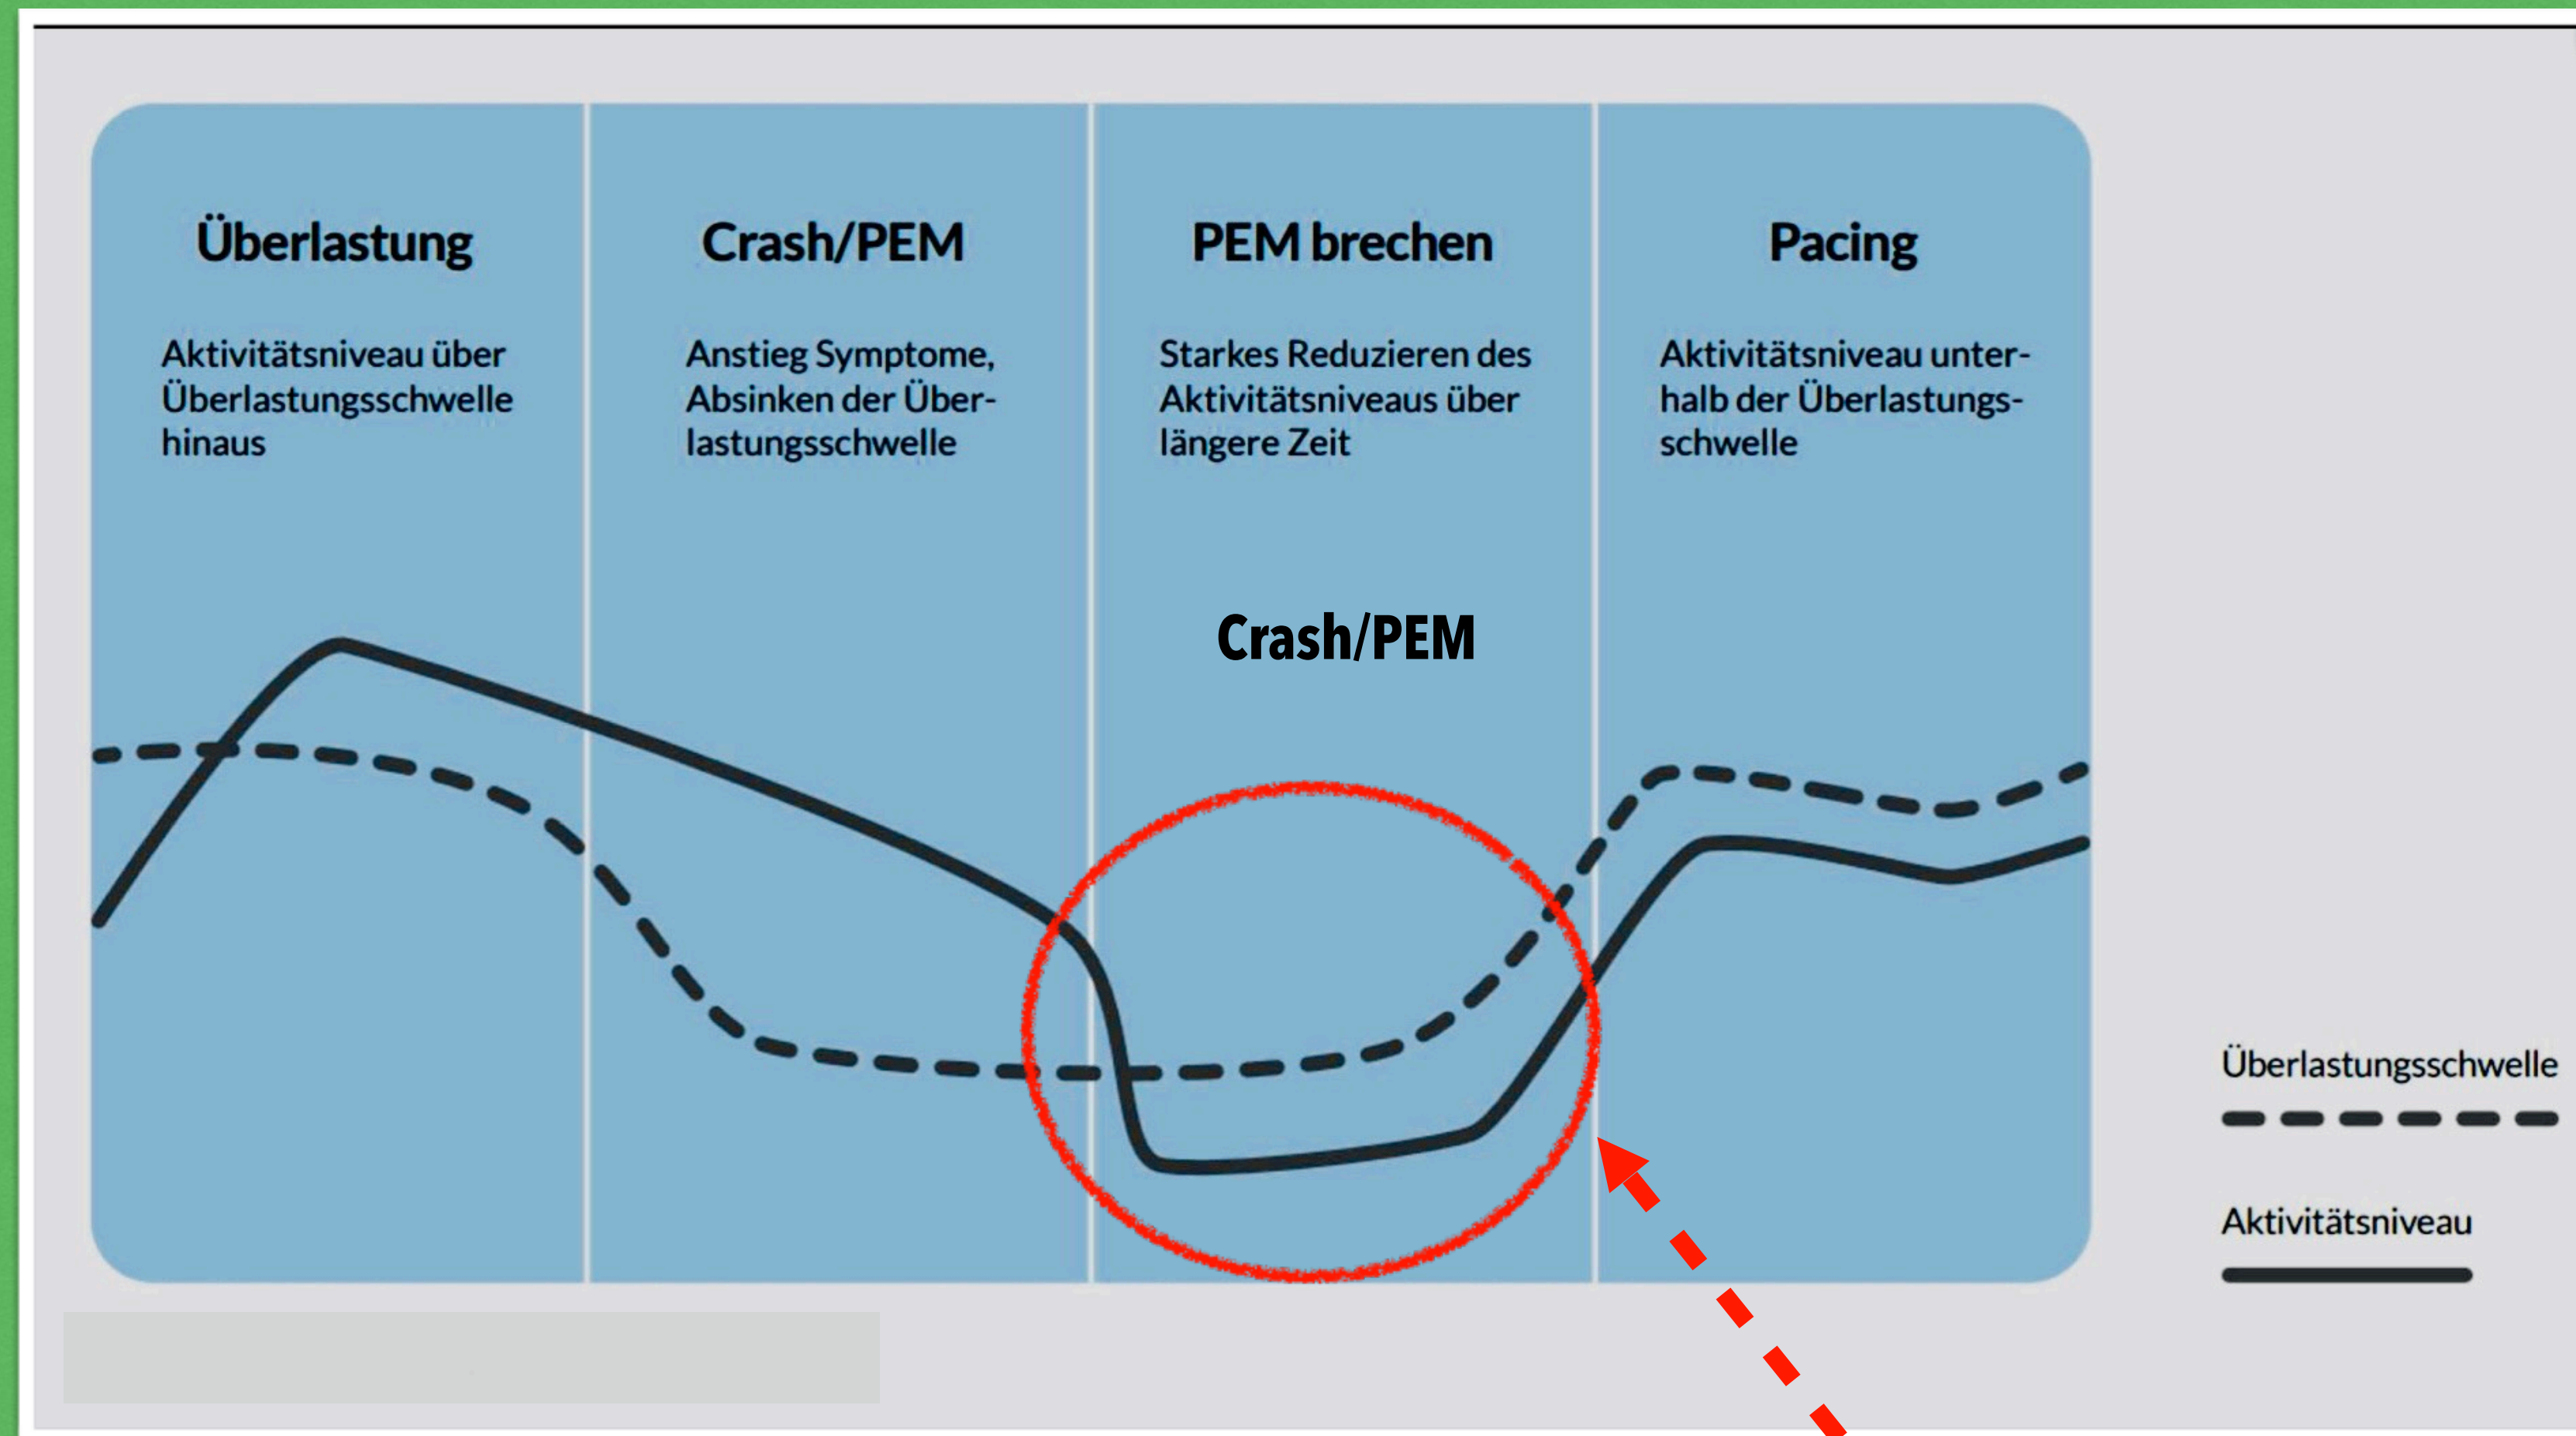 Überlastung
Aktivitätsniveau über
Überlastungsschwelle
hinaus
Crash/PEM
Anstieg Symptome,
Absinken der Über-
lastungsschwelle
PEM brechen
Starkes Reduzieren des
Aktivitätsniveaus über
längere Zeit
Pacing
Aktivitätsniveau unter-
halb der Überlastungs-
schwelle
Crash/PEM
Überlastungsschwelle
Aktivitätsniveau